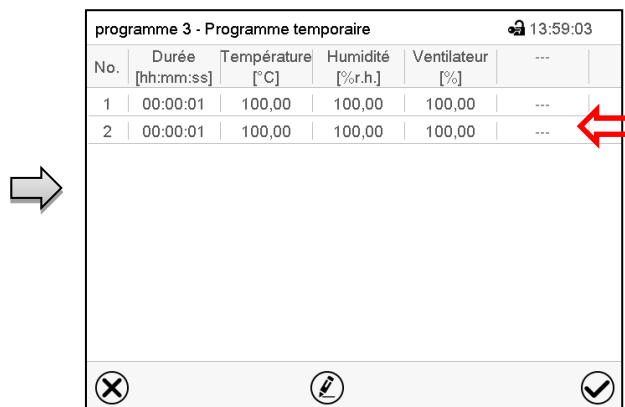 programme 3 - Programme temporaire 13:59:03
No. Durée [hh:mm:ss] Température [°C] Humidité [%r.h.] Ventilateur [%] ---
1 00:00:01 100,00 100,00 100,00 ---
2 00:00:01 100,00 100,00 100,00 ---